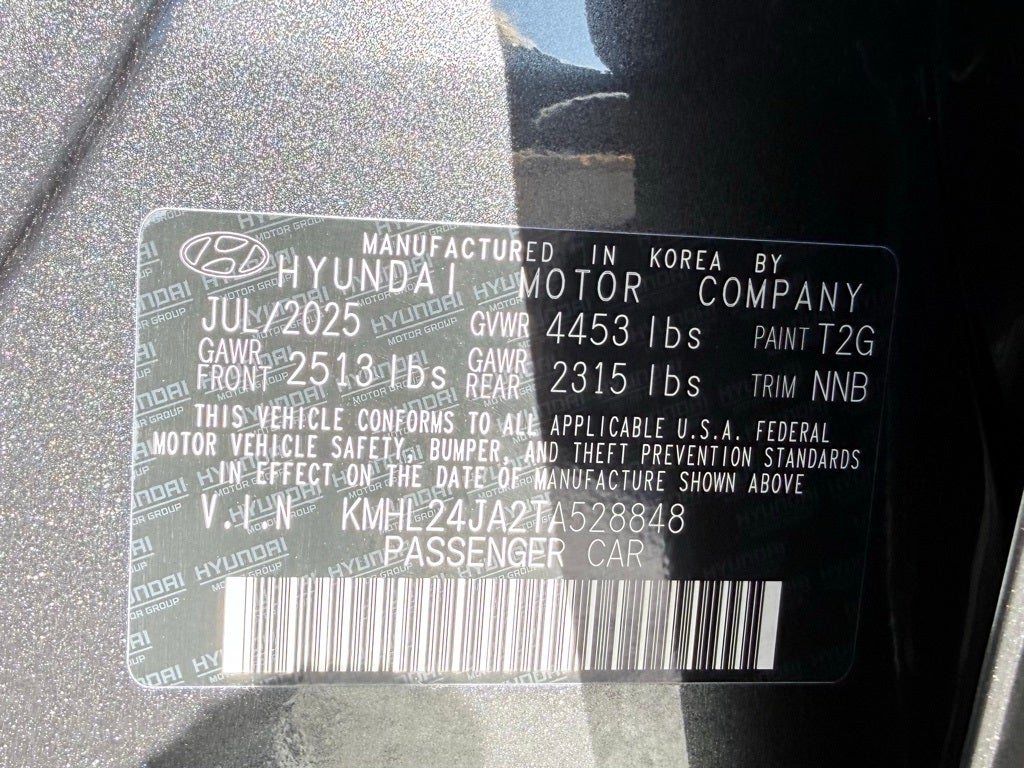 MANUFACTURED IN KOREA BY
HYUNDAI MOTOR COMPANY
JUL/2025 GVWR 4453 lbs PAINT T2G
GAWR FRONT 2513 lbs GAWR REAR 2315 lbs TRIM NNB
THIS VEHICLE CONFORMS TO ALL APPLICABLE U.S.A. FEDERAL
MOTOR VEHICLE SAFETY, BUMPER, AND THEFT PREVENTION STANDARDS
IN EFFECT ON THE DATE OF MANUFACTURE SHOWN ABOVE
V.I.N KMHL24JA2TA528848
PASSENGER CAR